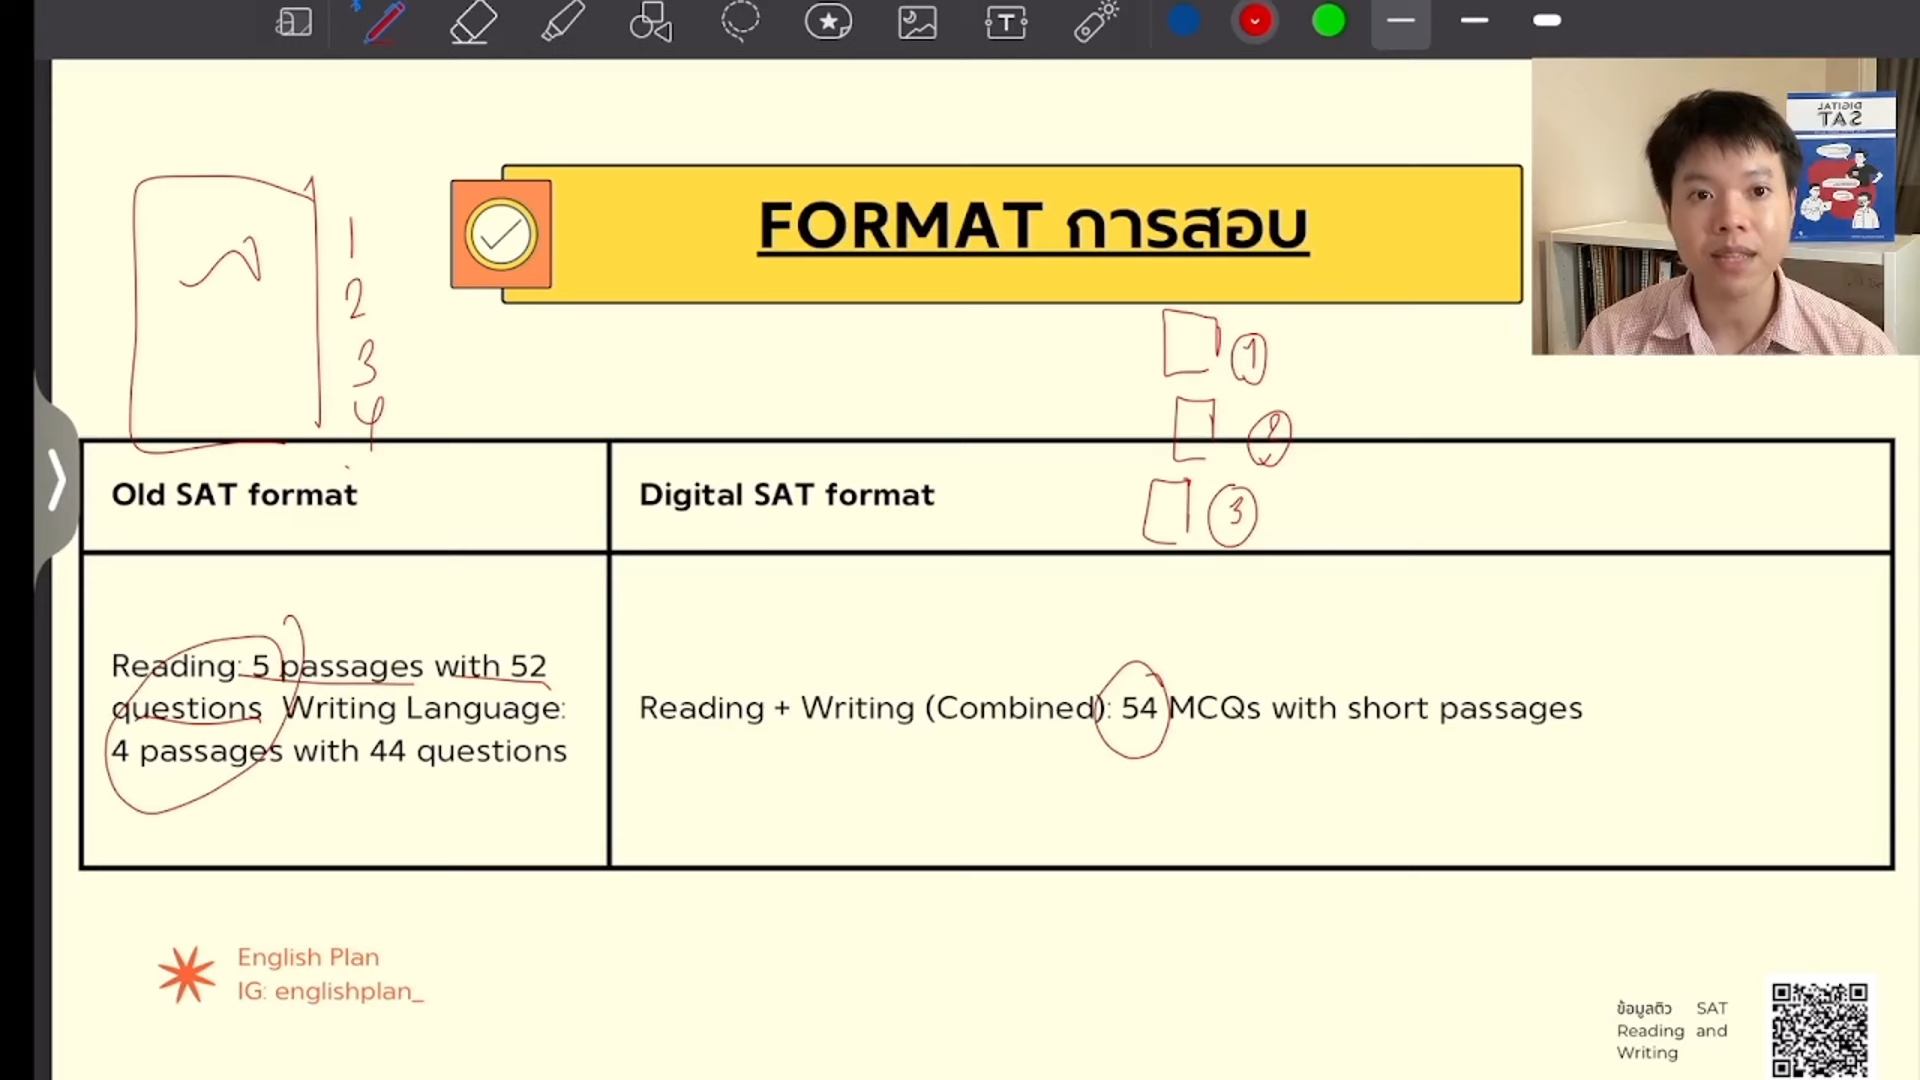 DIGITAL
SAT
FORMAT การสอบ
1
2
3
4
1
2
3
Old SAT format
Digital SAT format
Reading: 5 passages with 52
questions Writing Language:
4 passages with 44 questions
Reading + Writing (Combined): 54 MCQs with short passages
English Plan
IG: englishplan_
ข้อมูลติว SAT
Reading and
Writing